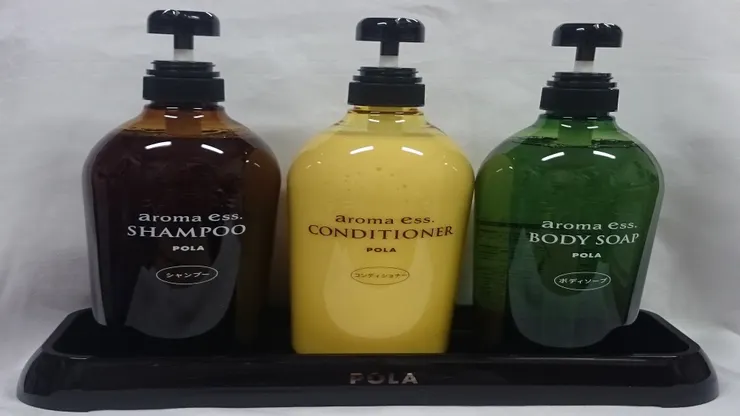 aroma ess.
SHAMPOO
POLA
シャンプー
aroma ess.
CONDITIONER
POLA
コンディショナー
aroma ess.
BODY SOAP
POLA
ボディソープ
POLA